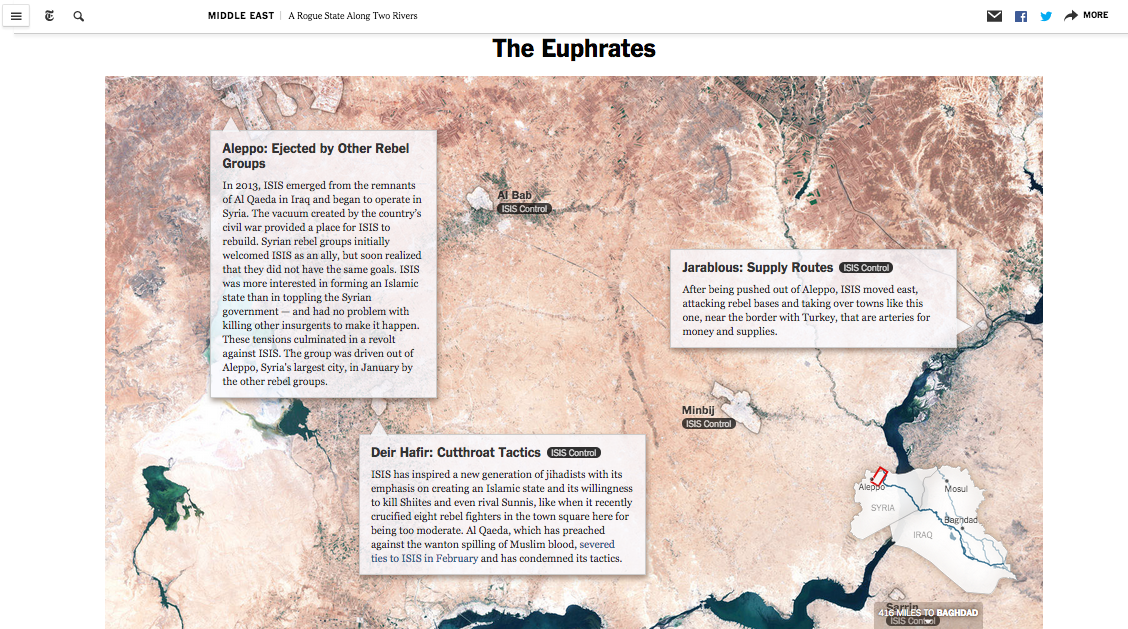 MIDDLE EAST | A Rogue State Along Two Rivers
MORE
The Euphrates
Aleppo: Ejected by Other Rebel
Groups
In 2013, ISIS emerged from the remnants
of Al Qaeda in Iraq and began to operate in
Syria. The vacuum created by the country's
civil war provided a place for ISIS to
rebuild. Syrian rebel groups initially
welcomed ISIS as an ally, but soon realized
that they did not have the same goals. ISIS
was more interested in forming an Islamic
state than in toppling the Syrian
government — and had no problem with
killing other insurgents to make it happen.
These tensions culminated in a revolt
against ISIS. The group was driven out of
Aleppo, Syria's largest city, in January by
the other rebel groups.
Al Bab
ISIS Control
Jarablous: Supply Routes ISIS Control
After being pushed out of Aleppo, ISIS moved east,
attacking rebel bases and taking over towns like this
one, near the border with Turkey, that are arteries for
money and supplies.
Minbij
ISIS Control
Deir Hafir: Cutthroat Tactics ISIS Control
ISIS has inspired a new generation of jihadists with its
emphasis on creating an Islamic state and its willingness
to kill Shiites and even rival Sunnis, like when it recently
crucified eight rebel fighters in the town square here for
being too moderate. Al Qaeda, which has preached
against the wanton spilling of Muslim blood, severed
ties to ISIS in February and has condemned its tactics.
Aleppo
Mosul
SYRIA
Baghdad
IRAQ
Sarrin
416 MILES TO BAGHDAD
ISIS Control